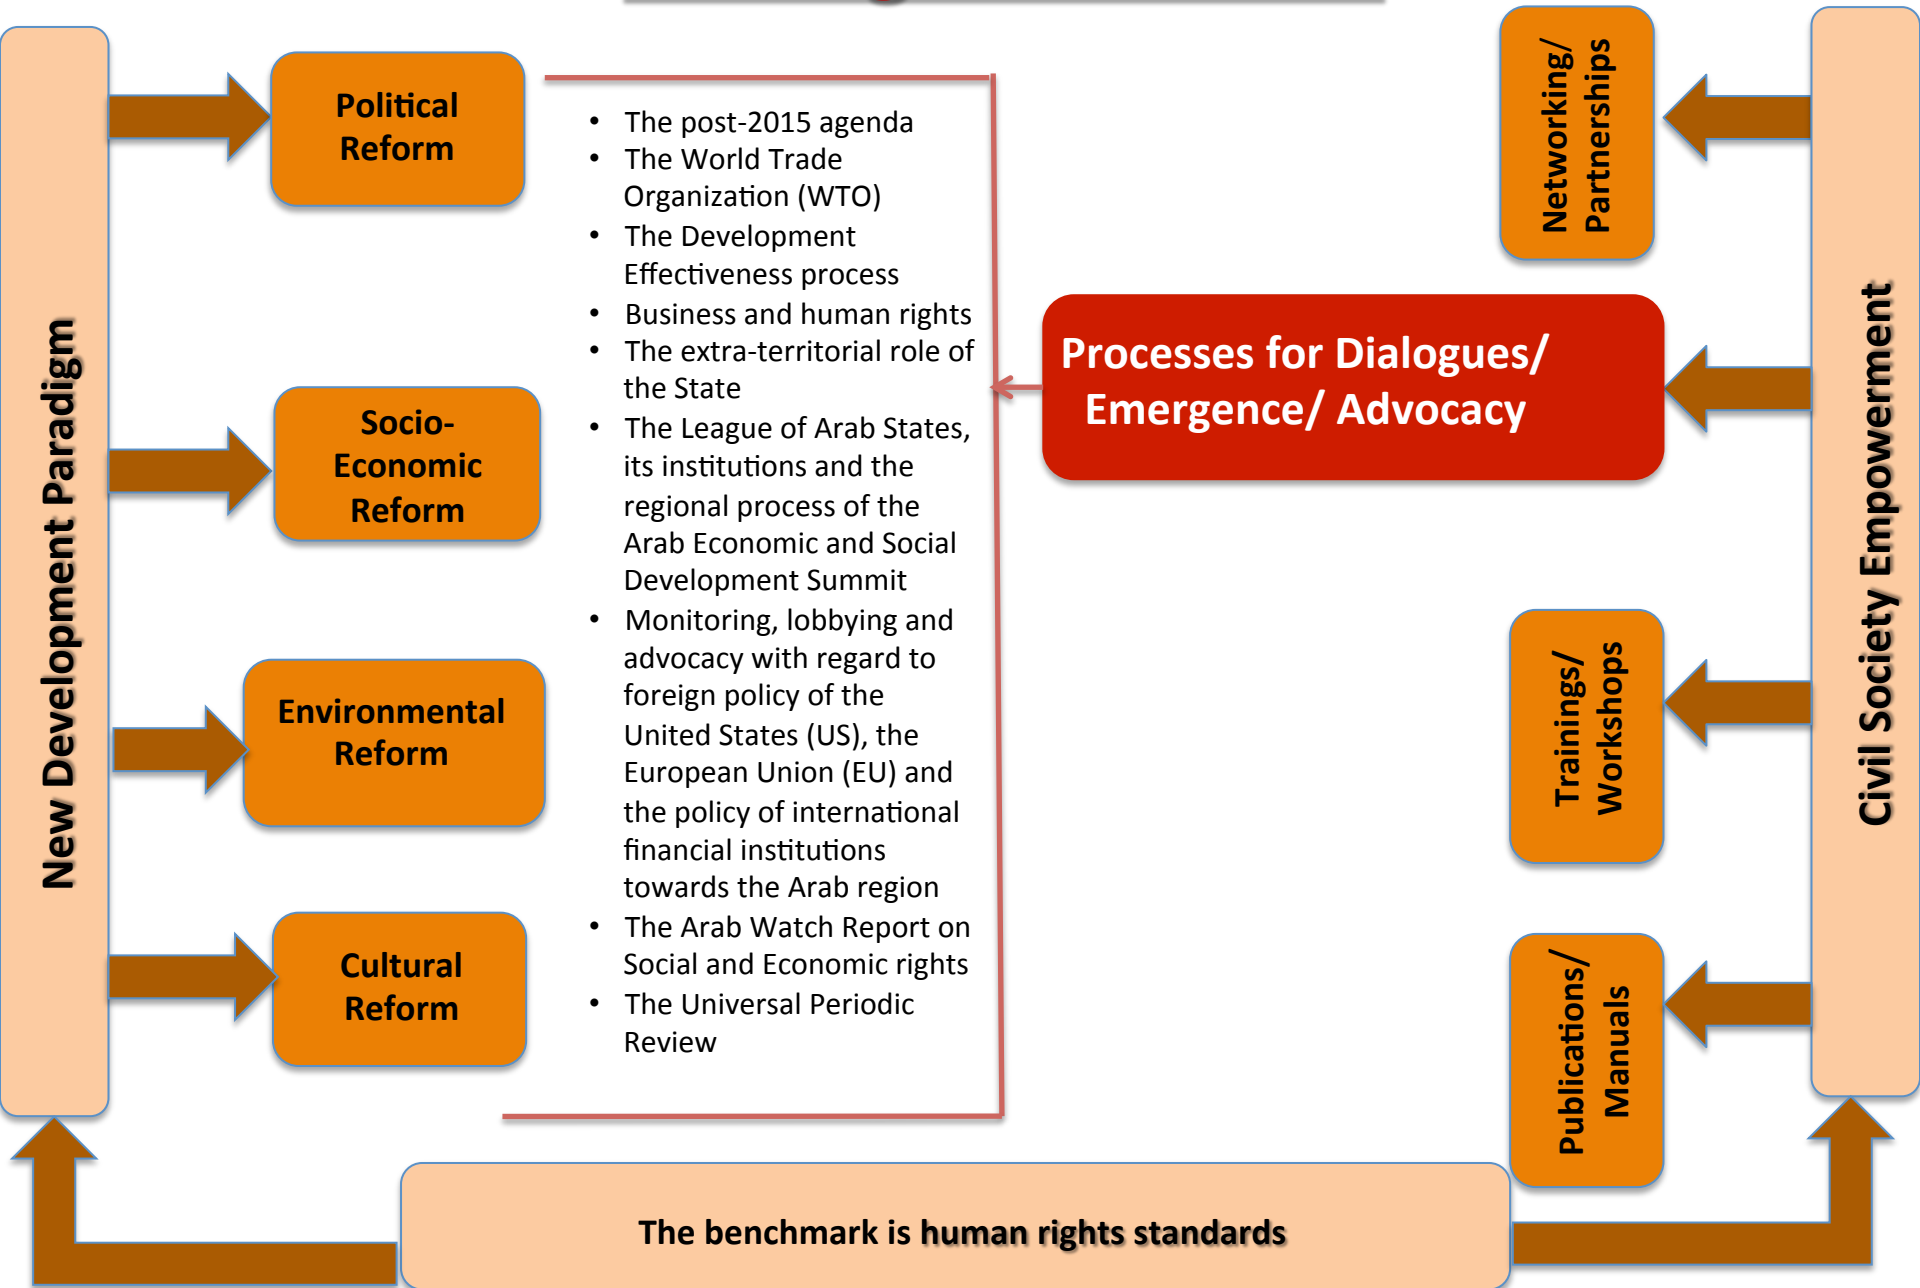 New Development Paradigm
Political
Reform
Socio-
Economic
Reform
Environmental
Reform
Cultural
Reform
• The post-2015 agenda
• The World Trade
Organization (WTO)
• The Development
Effectiveness process
• Business and human rights
• The extra-territorial role of
the State
• The League of Arab States,
its institutions and the
regional process of the
Arab Economic and Social
Development Summit
• Monitoring, lobbying and
advocacy with regard to
foreign policy of the
United States (US), the
European Union (EU) and
the policy of international
financial institutions
towards the Arab region
• The Arab Watch Report on
Social and Economic rights
• The Universal Periodic
Review
Processes for Dialogues/
Emergence/ Advocacy
Networking/
Partnerships
Trainings/
Workshops
Publications/
Manuals
Civil Society Empowerment
The benchmark is human rights standards